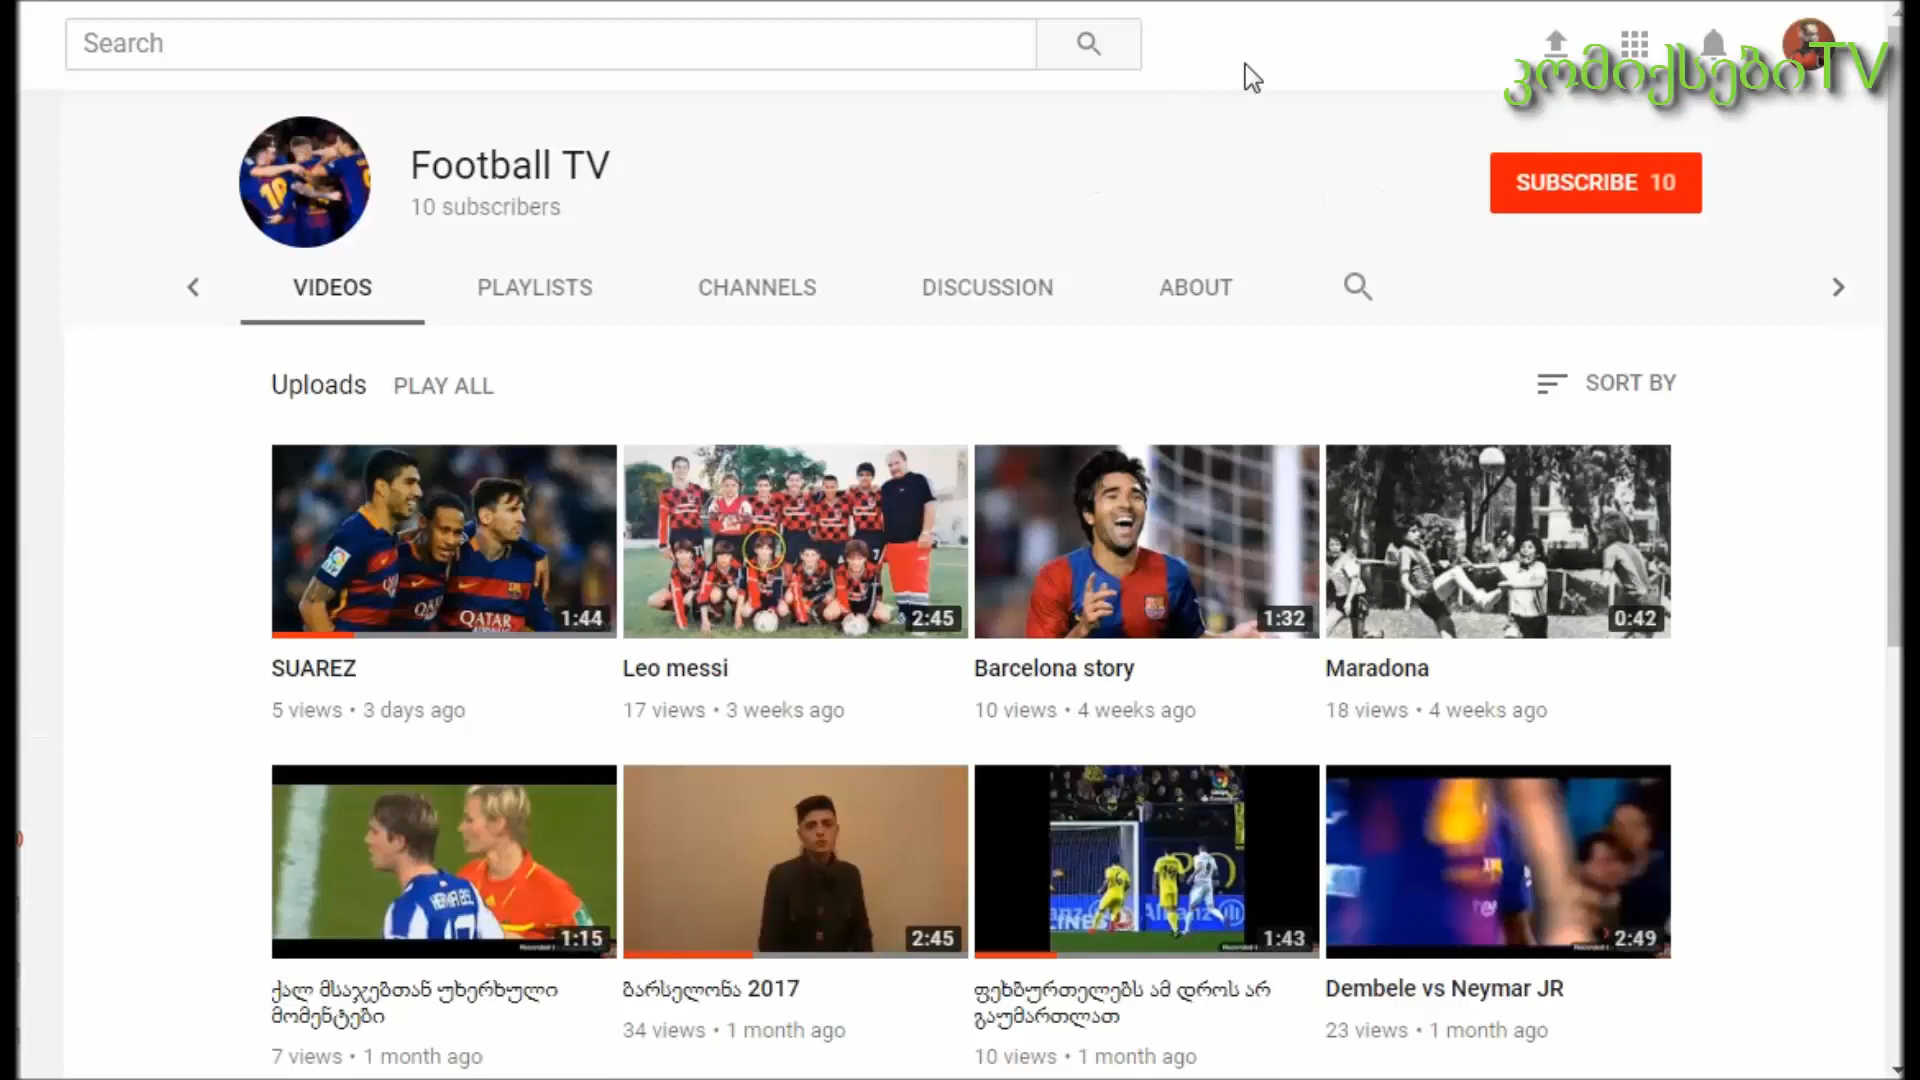 Search
კომიქსებიTV
Football TV
10 subscribers
SUBSCRIBE 10
VIDEOS PLAYLISTS CHANNELS DISCUSSION ABOUT
Uploads PLAY ALL
SORT BY
QATAR
1:44
2:45
1:32
0:42
SUAREZ
Leo messi
Barcelona story
Maradona
5 views • 3 days ago
17 views • 3 weeks ago
10 views • 4 weeks ago
18 views • 4 weeks ago
1:15
2:45
1:43
2:49
ქალ მსაჯებთან უხერხული
მომენტები
7 views • 1 month ago
ბარსელონა 2017
34 views • 1 month ago
ფეხბურთელებს ამ დროს არ
გაუმართლათ
10 views • 1 month ago
Dembele vs Neymar JR
23 views • 1 month ago